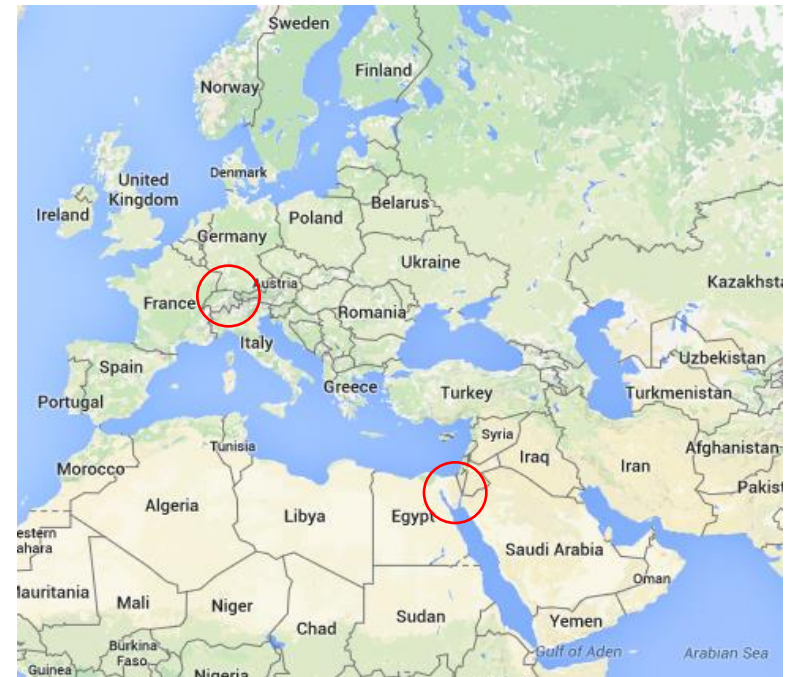 Sweden
Finland
Norway
Denmark
United
Kingdom
Ireland
Belarus
Poland
Germany
Ukraine
Kazakhsta
Austria
France
Romania
Italy
Uzbekistan
Spain
Greece
Turkey
Turkmenistan
Portugal
Syria
Tunisia
Afghanistan
Iraq
Iran
Morocco
Pakist
Algeria
Libya
Egypt
estern
ahara
Saudi Arabia
Oman
Mauritania
Mali
Niger
Chad
Sudan
Yemen
Burkina
Faso
Gulf of Aden
Arabian Sea
Guinea
Nigeria